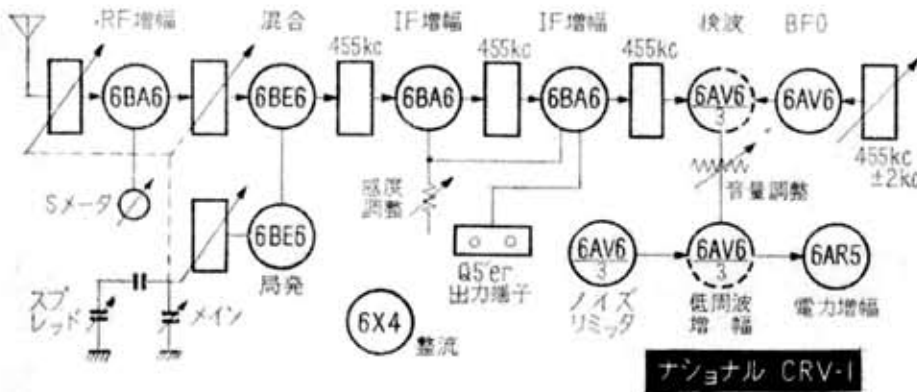 RF増幅 混合 IF増幅 IF増幅 検波 BFO
455kc 455kc 455kc
6BA6 6BE6 6BA6 6BA6 6AV6 3 6AV6
455kc
±2kc
Sメータ
6BE6
局発
感度
調整
Q5'er
出力端子
音量調整
6AV6 3 6AV6 3 6AR5
ノイズ
リミッタ
低周波
増幅
電力増幅
スプ
レッド
メイン
6X4 整流
ナショナル CRV-1